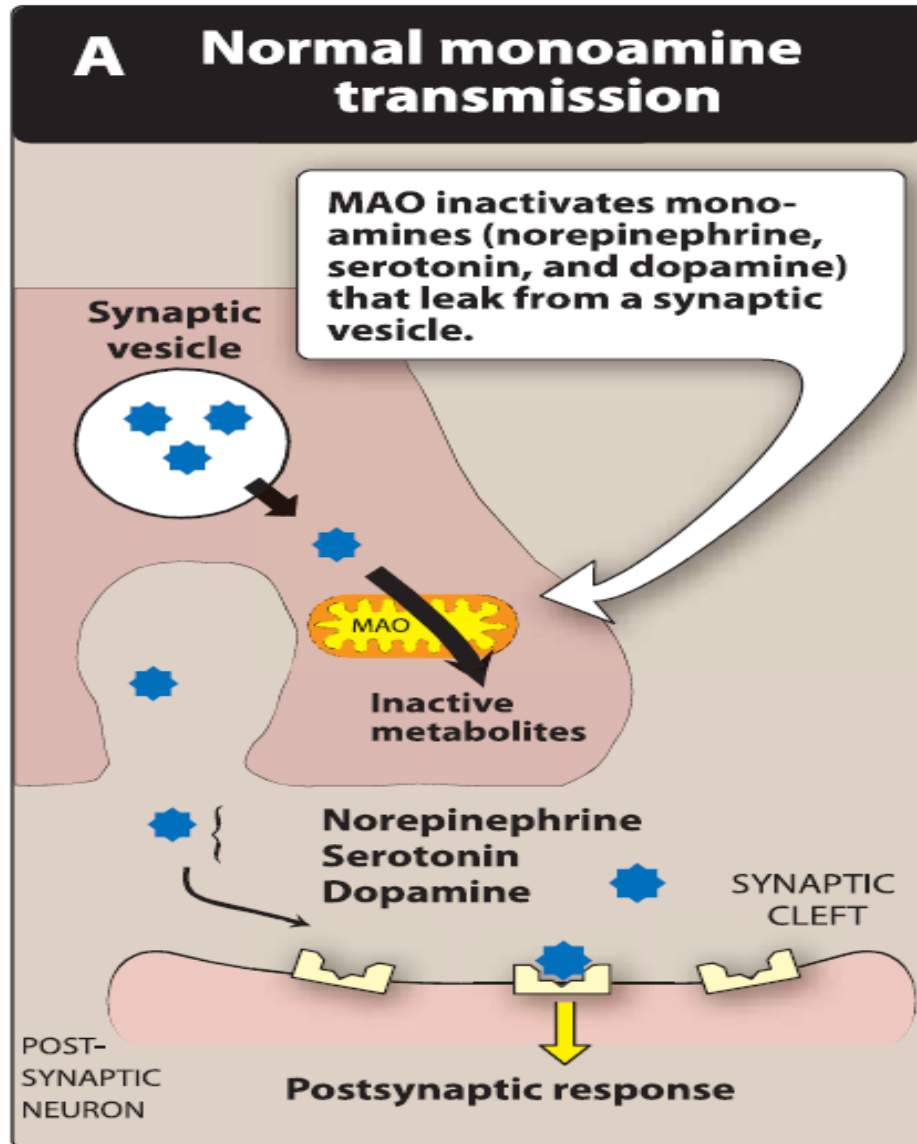 A Normal monoamine
transmission
MAO inactivates mono-
amines (norepinephrine,
serotonin, and dopamine)
that leak from a synaptic
vesicle.
Synaptic
vesicle
MAO
Inactive
metabolites
Norepinephrine
Serotonin
Dopamine
SYNAPTIC
CLEFT
POST-
SYNAPTIC
NEURON
Postsynaptic response